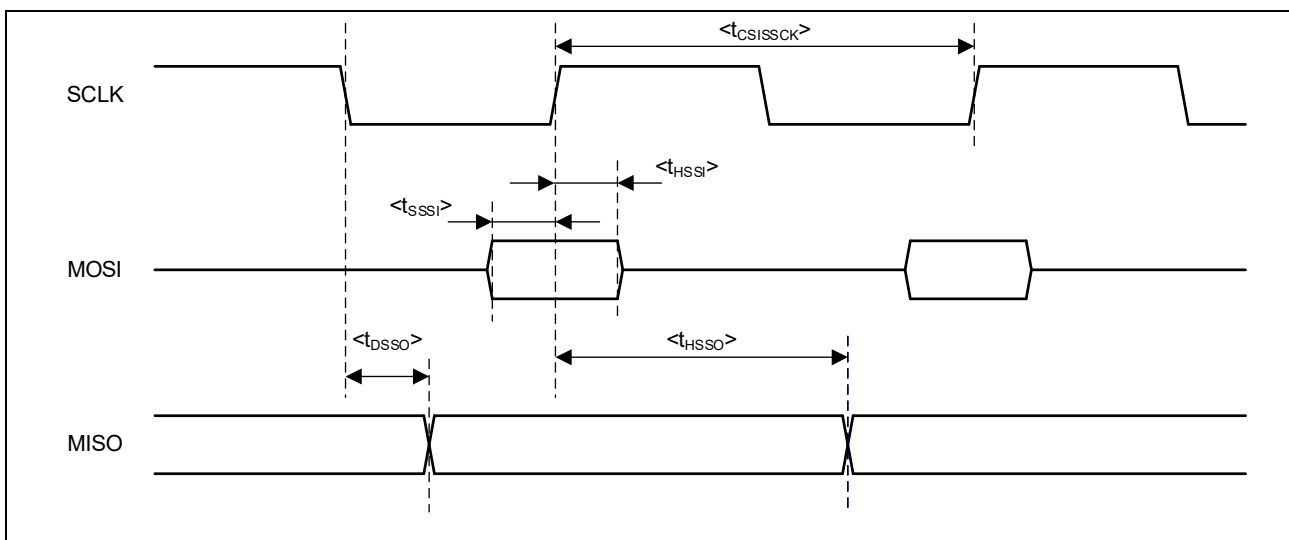 <tCSISSCK>
SCLK
<tHSSI>
<tSSSI>
MOSI
<tDSSO>
<tHSSO>
MISO